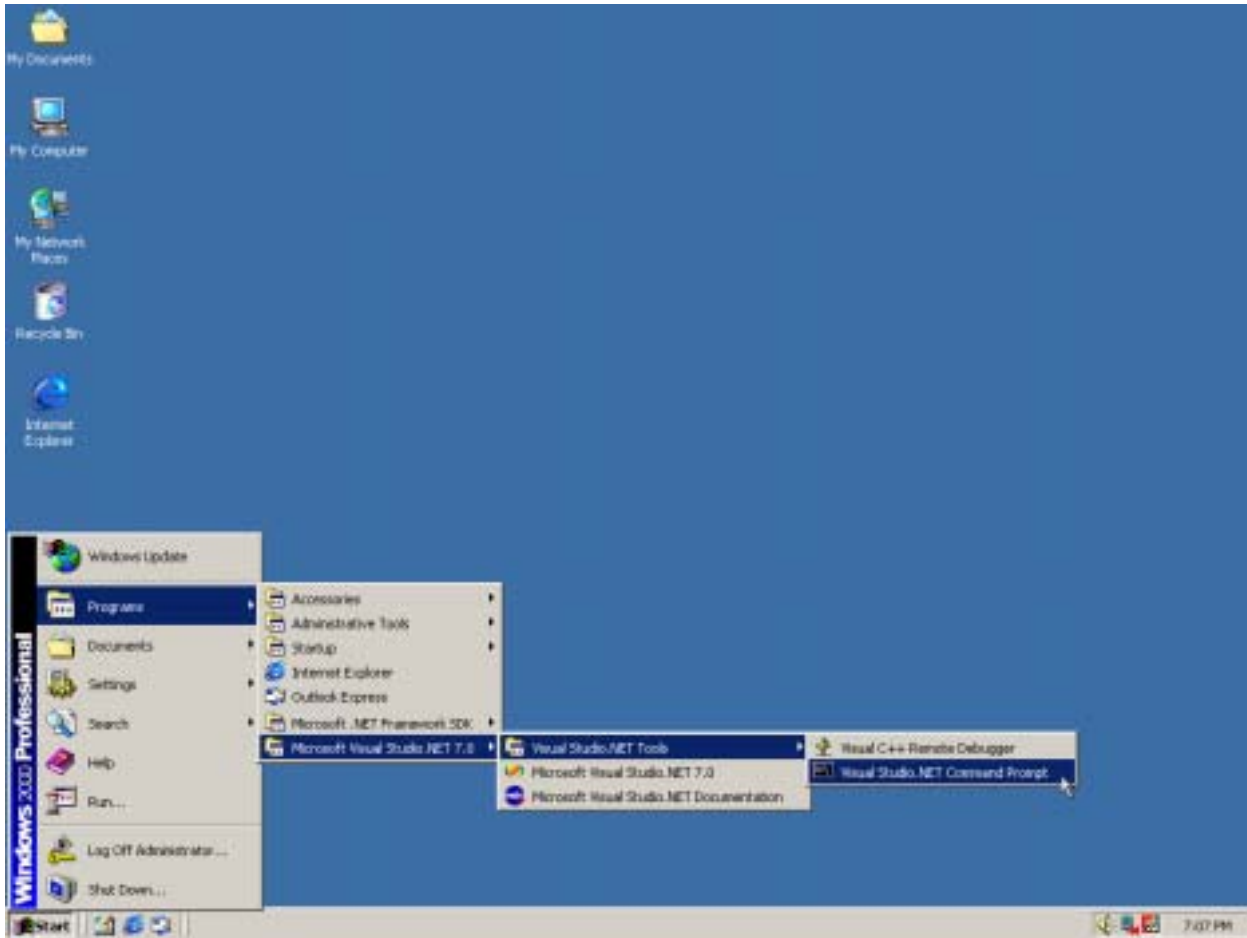 My Documents
My Computer
My Network
Places
Recycle Bin
Internet
Explorer
Windows 2000 Professional
Windows Update
Programs
Documents
Settings
Search
Help
Run...
Log Off Administrator...
Shut Down...
Accessories
Administrative Tools
Startup
Internet Explorer
Outlook Express
Microsoft .NET Framework SDK
Microsoft Visual Studio.NET 7.0
Visual Studio.NET Tools
Microsoft Visual Studio.NET 7.0
Microsoft Visual Studio.NET Documentation
Visual C++ Remote Debugger
Visual Studio.NET Command Prompt
Start
7:07 PM